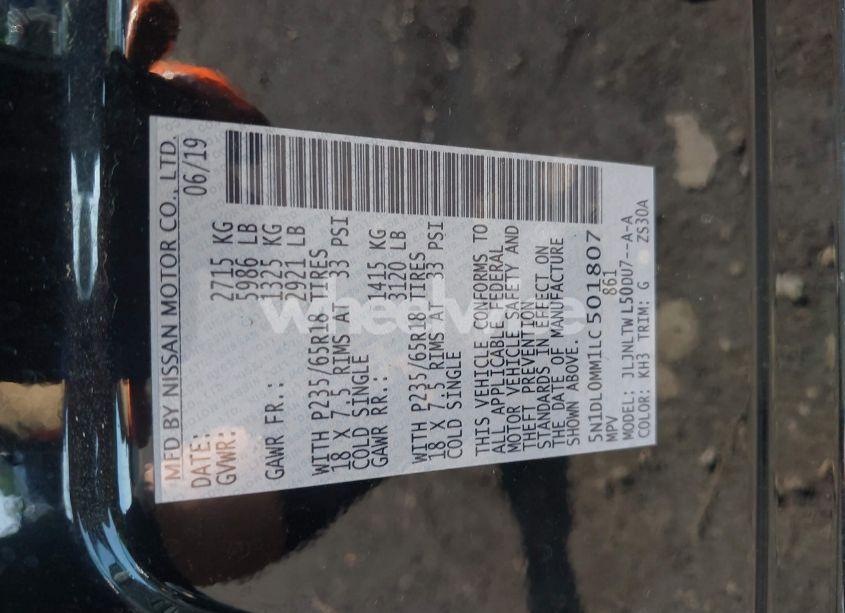 MFD BY NISSAN MOTOR CO., LTD.
DATE: 06/19
GVWR: 2715 KG
5986 LB
GAWR FR.: 1325 KG
2921 LB
WITH P235/65R18 TIRES
18 X 7.5 RIMS AT 33 PSI
COLD SINGLE
GAWR RR.: 1415 KG
3120 LB
WITH P235/65R18 TIRES
18 X 7.5 RIMS AT 33 PSI
COLD SINGLE
THIS VEHICLE CONFORMS TO
ALL APPLICABLE FEDERAL
MOTOR VEHICLE SAFETY AND
THEFT PREVENTION
STANDARDS IN EFFECT ON
THE DATE OF MANUFACTURE
SHOWN ABOVE.
5N1DL0MM1LC501807
MPV 861
MODEL: JLJNLTWL50DU7--A-A
COLOR: KH3 TRIM: G ZS30A